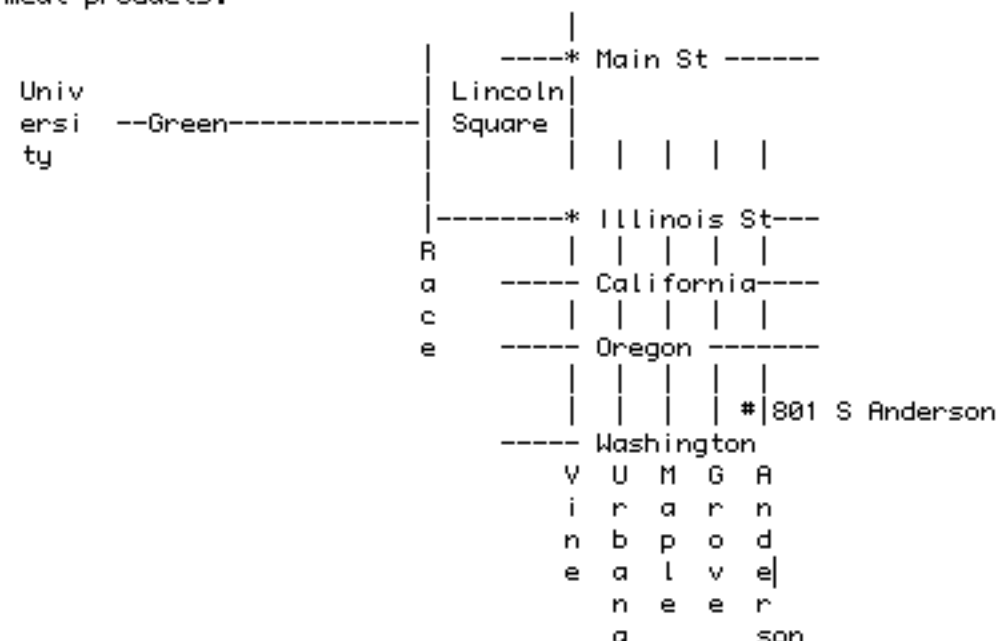 meat products.
|
| ----* Main St ------
Univ | Lincoln|
ersi --Green------------| Square |
ty | | | | | |
|
|--------* Illinois St---
R | | | | |
a ----- California----
c | | | | |
e ----- Oregon -------
| | | | |
| | | | #|801 S Anderson
----- Washington
V U M G A
i r a r n
n b p o d
e a l v e|
n e e r
a son